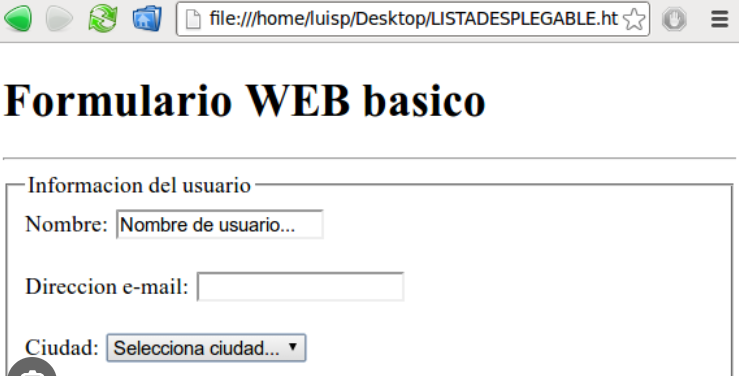 file:///home/luisp/Desktop/LISTADESPLEGABLE.ht
Formulario WEB basico
Informacion del usuario
Nombre: Nombre de usuario...
Direccion e-mail:
Ciudad: Selecciona ciudad...